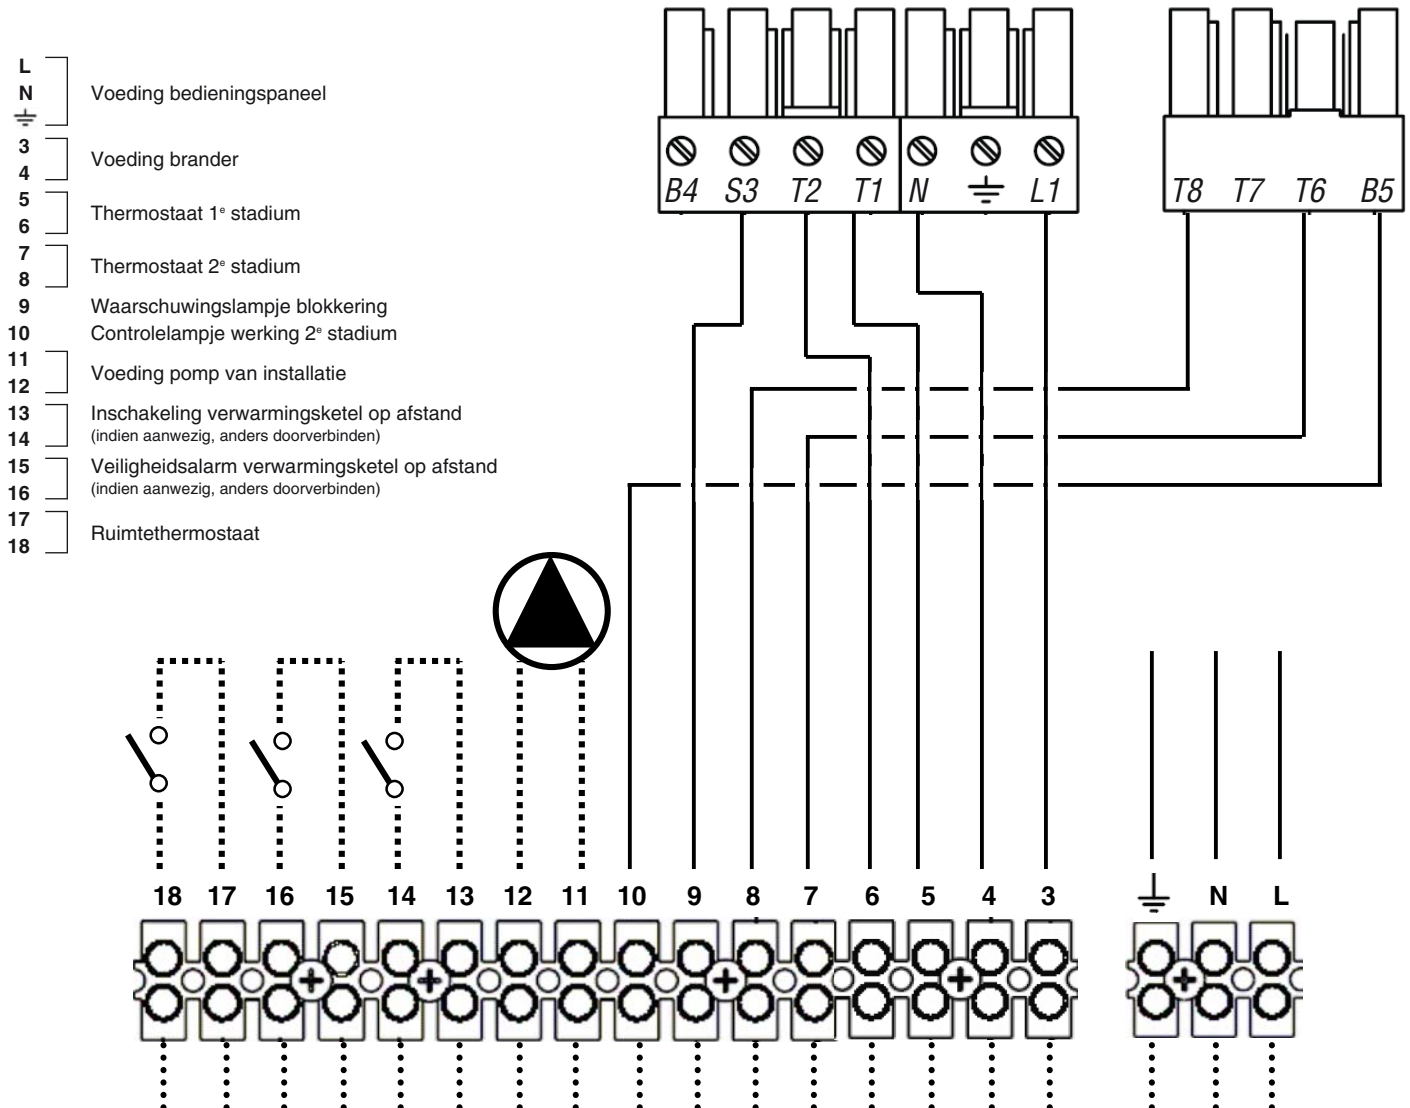 L
N
Voeding bedieningspaneel
3
4
Voeding brander
5
6
Thermostaat 1e stadium
7
8
Thermostaat 2e stadium
9 Waarschuwingslampje blokkering
10 Controlelampje werking 2e stadium
11
12
Voeding pomp van installatie
13
14
Inschakeling verwarmingsketel op afstand
(indien aanwezig, anders doorverbinden)
15
16
Veiligheidsalarm verwarmingsketel op afstand
(indien aanwezig, anders doorverbinden)
17
18
Ruimtethermostaat
B4 S3 T2 T1 N L1
T8 T7 T6 B5
18 17 16 15 14 13 12 11 10 9 8 7 6 5 4 3
N L